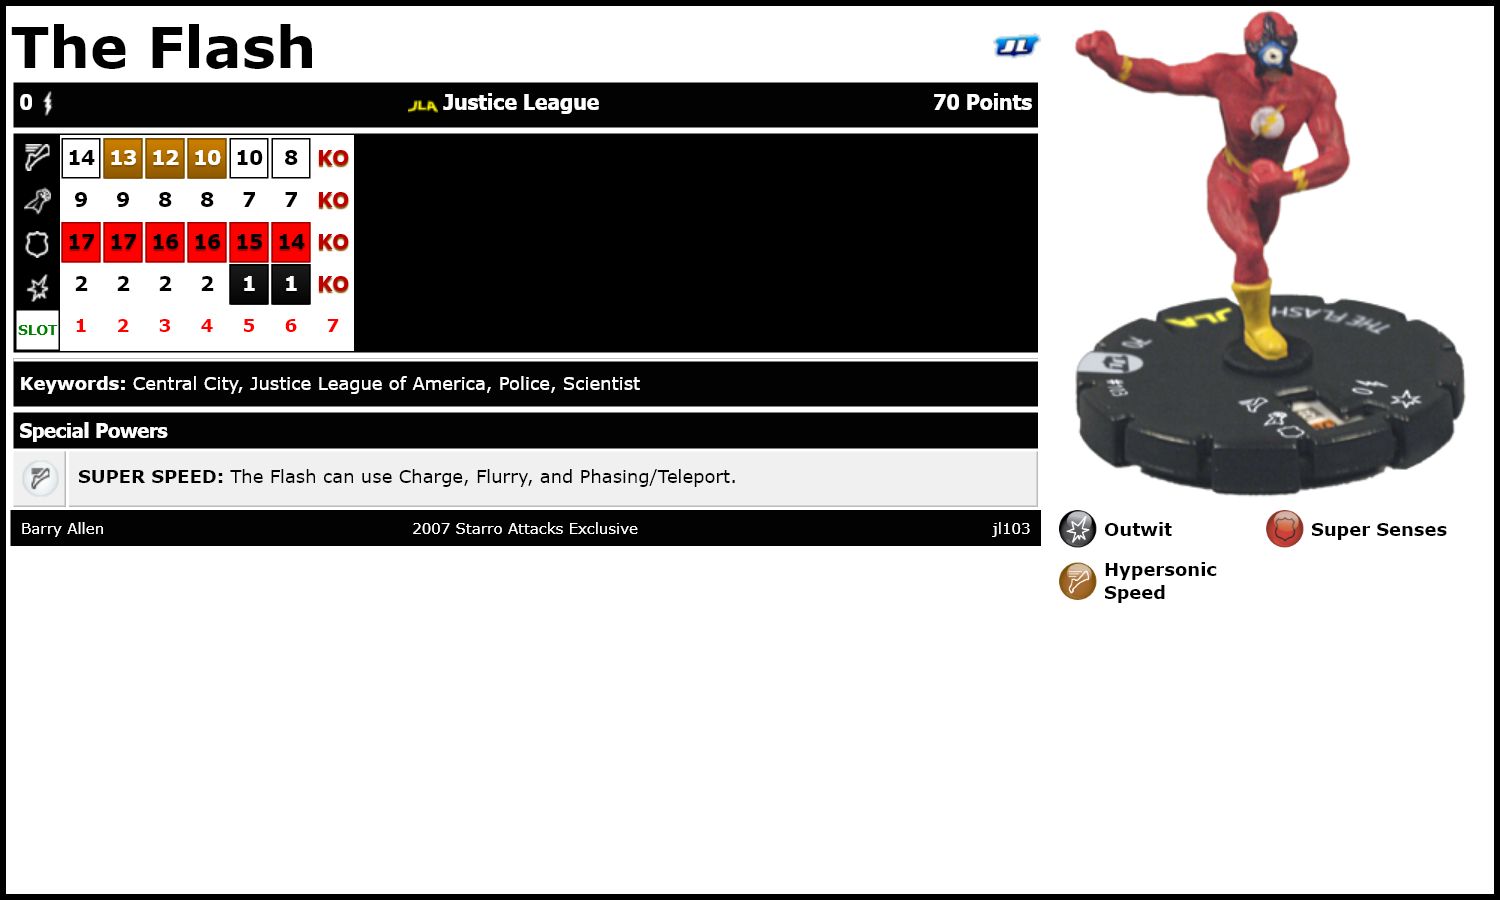 The Flash
JL
0 JLA Justice League 70 Points
14 13 12 10 10 8 KO
9 9 8 8 7 7 KO
17 17 16 16 15 14 KO
2 2 2 2 1 1 KO
SLOT 1 2 3 4 5 6 7
Keywords: Central City, Justice League of America, Police, Scientist
Special Powers
SUPER SPEED: The Flash can use Charge, Flurry, and Phasing/Teleport.
Barry Allen 2007 Starro Attacks Exclusive jl103
JLA
THE FLASH
70
#103
0
Outwit
Super Senses
Hypersonic
Speed